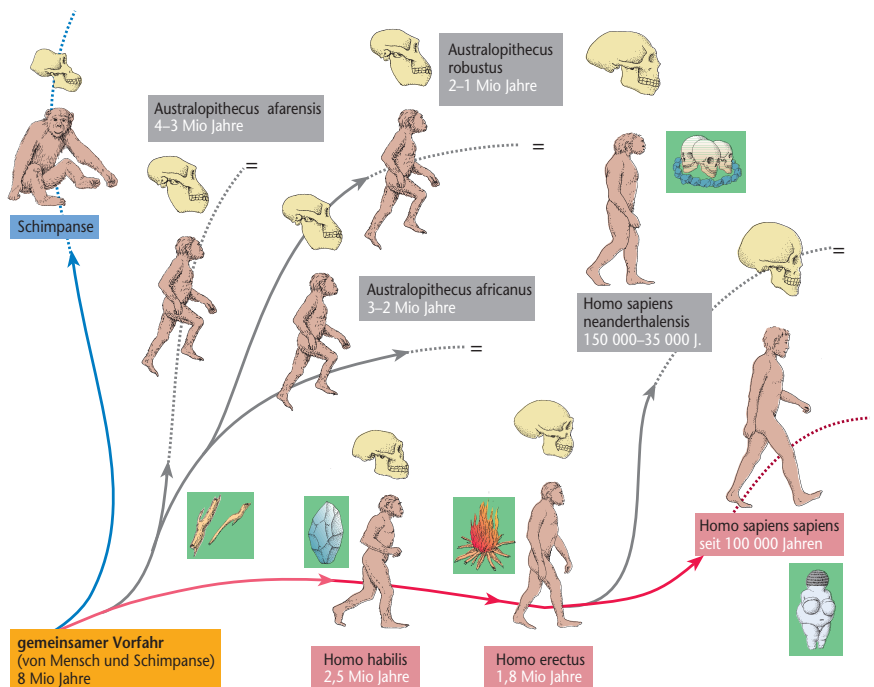 Australopithecus
robustus
2–1 Mio Jahre
Australopithecus afarensis
4–3 Mio Jahre
=
=
Schimpanse
=
Australopithecus africanus
3–2 Mio Jahre
Homo sapiens
neanderthalensis
150 000–35 000 J.
=
Homo sapiens sapiens
seit 100 000 Jahren
gemeinsamer Vorfahr
(von Mensch und Schimpanse)
8 Mio Jahre
Homo habilis
2,5 Mio Jahre
Homo erectus
1,8 Mio Jahre